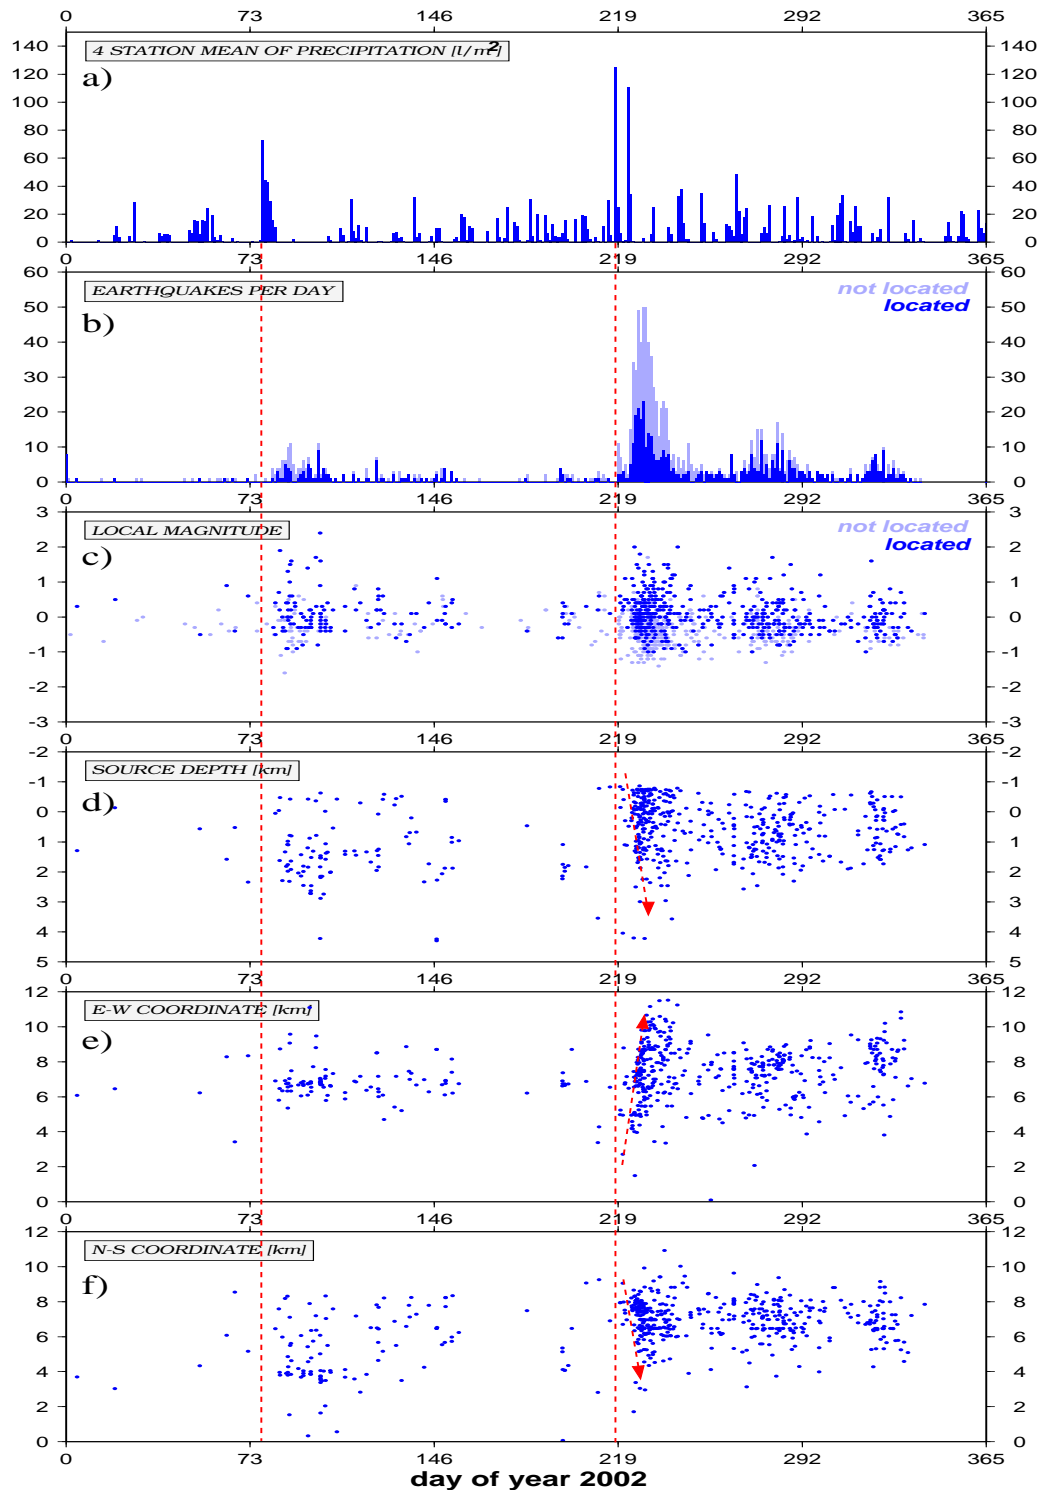 0 73 146 219 292 365
4 STATION MEAN OF PRECIPITATION [l/m²]
a)
140 140
120 120
100 100
80 80
60 60
40 40
20 20
0 0
0 73 146 219 292 365
EARTHQUAKES PER DAY
not located
located
b)
60 60
50 50
40 40
30 30
20 20
10 10
0 0
0 73 146 219 292 365
LOCAL MAGNITUDE
not located
located
c)
3 3
2 2
1 1
0 0
-1 -1
-2 -2
-3 -3
0 73 146 219 292 365
SOURCE DEPTH [km]
d)
-2 -2
-1 -1
0 0
1 1
2 2
3 3
4 4
5 5
0 73 146 219 292 365
E-W COORDINATE [km]
e)
12 12
10 10
8 8
6 6
4 4
2 2
0 0
0 73 146 219 292 365
N-S COORDINATE [km]
f)
12 12
10 10
8 8
6 6
4 4
2 2
0 0
0 73 146 219 292 365
day of year 2002